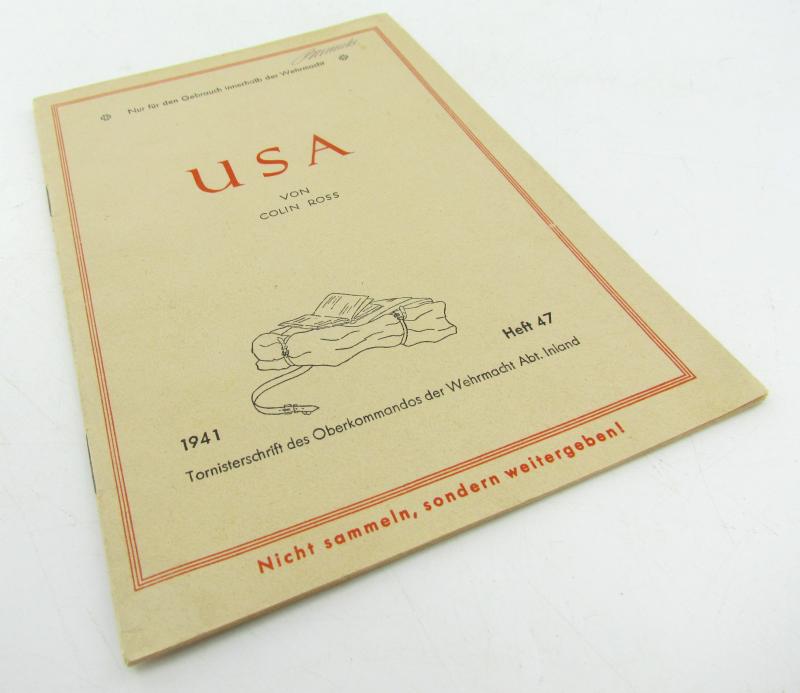 Nur für den Gebrauch innerhalb der Wehrmacht
USA
VON
COLIN ROSS
1941
Heft 47
Tornisterschrift des Oberkommandos der Wehrmacht Abt. Inland
Nicht sammeln, sondern weitergeben!